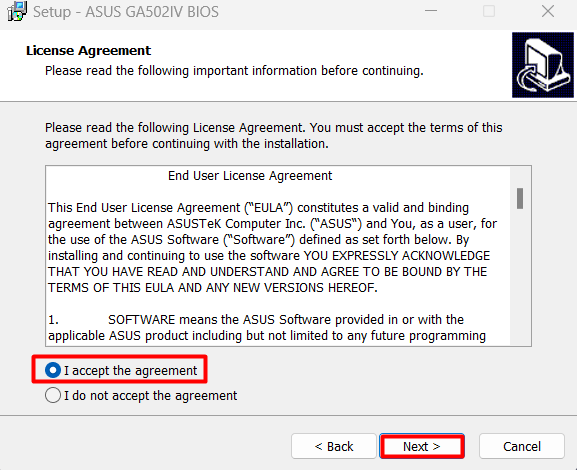 Setup - ASUS GA502IV BIOS
License Agreement
Please read the following important information before continuing.
Please read the following License Agreement. You must accept the terms of this
agreement before continuing with the installation.
End User License Agreement
This End User License Agreement (“EULA”) constitutes a valid and binding
agreement between ASUSTeK Computer Inc. (“ASUS“) and You, as a user, for
the use of the ASUS Software (“Software”) defined as set forth below. By
installing and continuing to use the software YOU EXPRESSLY ACKNOWLEDGE
THAT YOU HAVE READ AND UNDERSTAND AND AGREE TO BE BOUND BY THE
TERMS OF THIS EULA AND ANY NEW VERSIONS HEREOF.
1. SOFTWARE means the ASUS Software provided in or with the
applicable ASUS product including but not limited to any future programming
I accept the agreement
I do not accept the agreement
< Back Next > Cancel